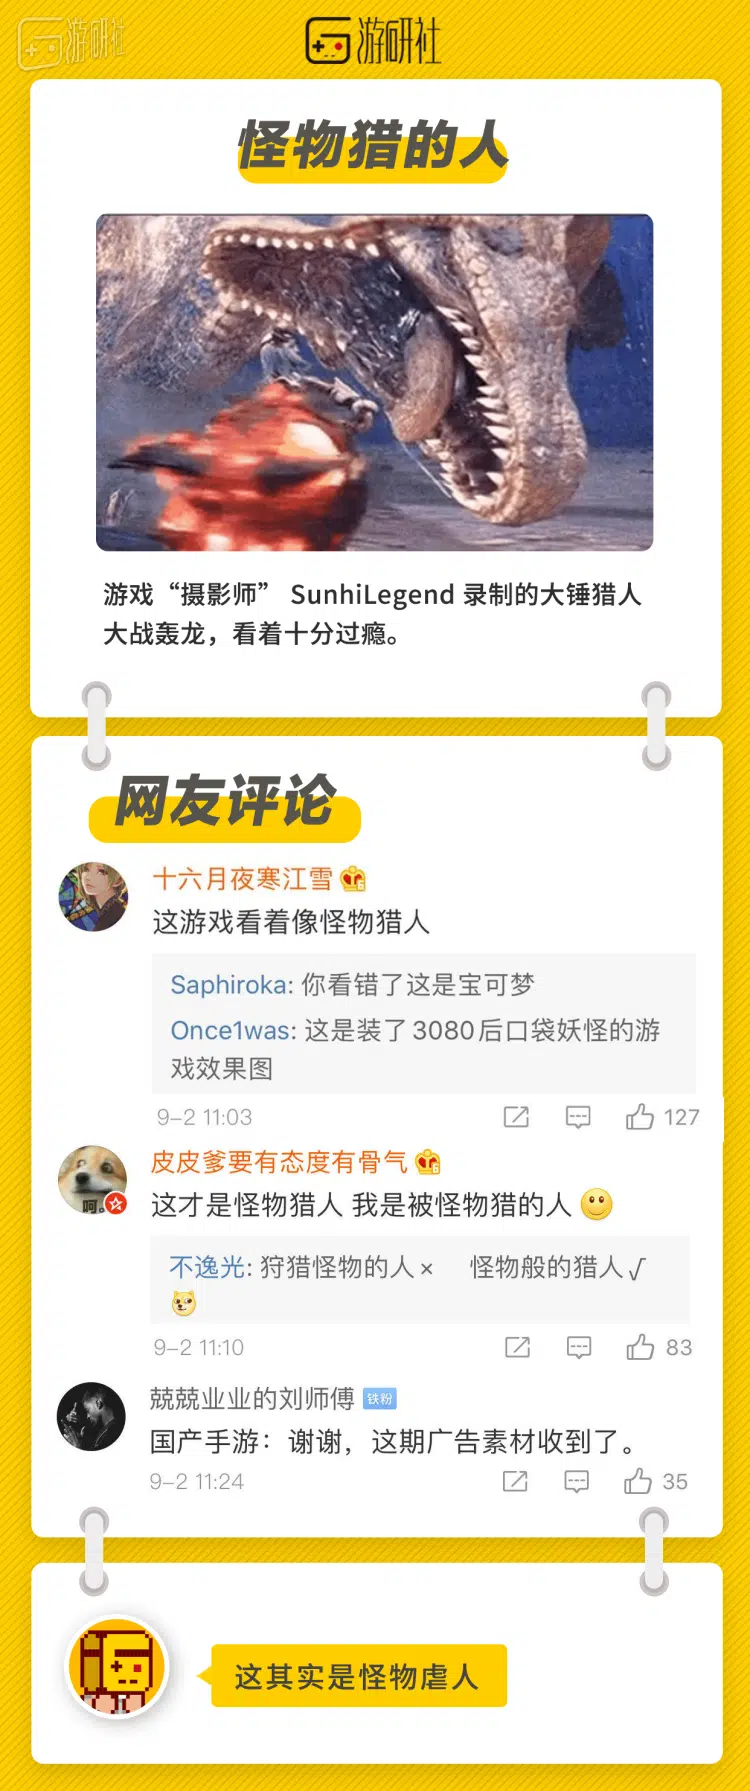 游研社
游研社
怪物猎的人
游戏“摄影师” SunhiLegend 录制的大锤猎人
大战轰龙，看着十分过瘾。
网友评论
十六月夜寒江雪
这游戏看着像怪物猎人
Saphiroka: 你看错了这是宝可梦
Once1was: 这是装了3080后口袋妖怪的游
戏效果图
9-2 11:03
127
皮皮爹要有态度有骨气
这才是怪物猎人 我是被怪物猎的人
呵。
不逸光: 狩猎怪物的人× 怪物般的猎人√
9-2 11:10
83
兢兢业业的刘师傅 铁粉
国产手游：谢谢，这期广告素材收到了。
9-2 11:24
35
这其实是怪物虐人